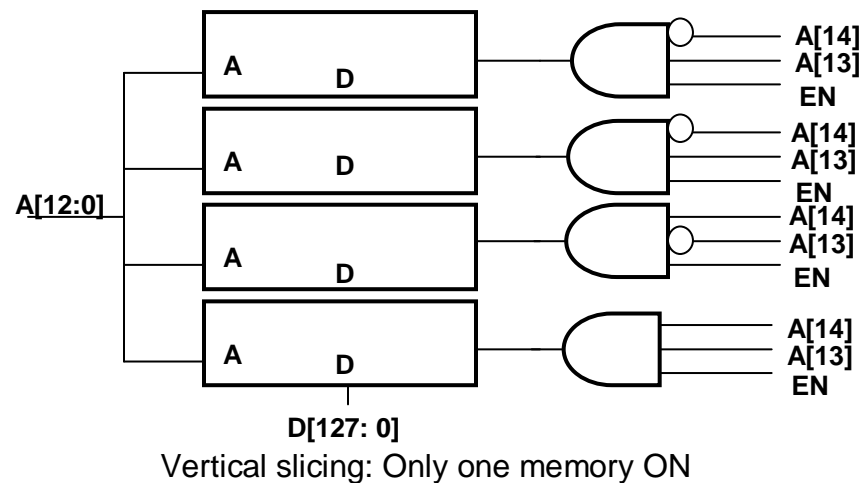 A D A[14]
A[13]
EN
A D A[14]
A[13]
EN
A[12:0] A D A[14]
A[13]
EN
A D A[14]
A[13]
EN
D[127: 0]
Vertical slicing: Only one memory ON